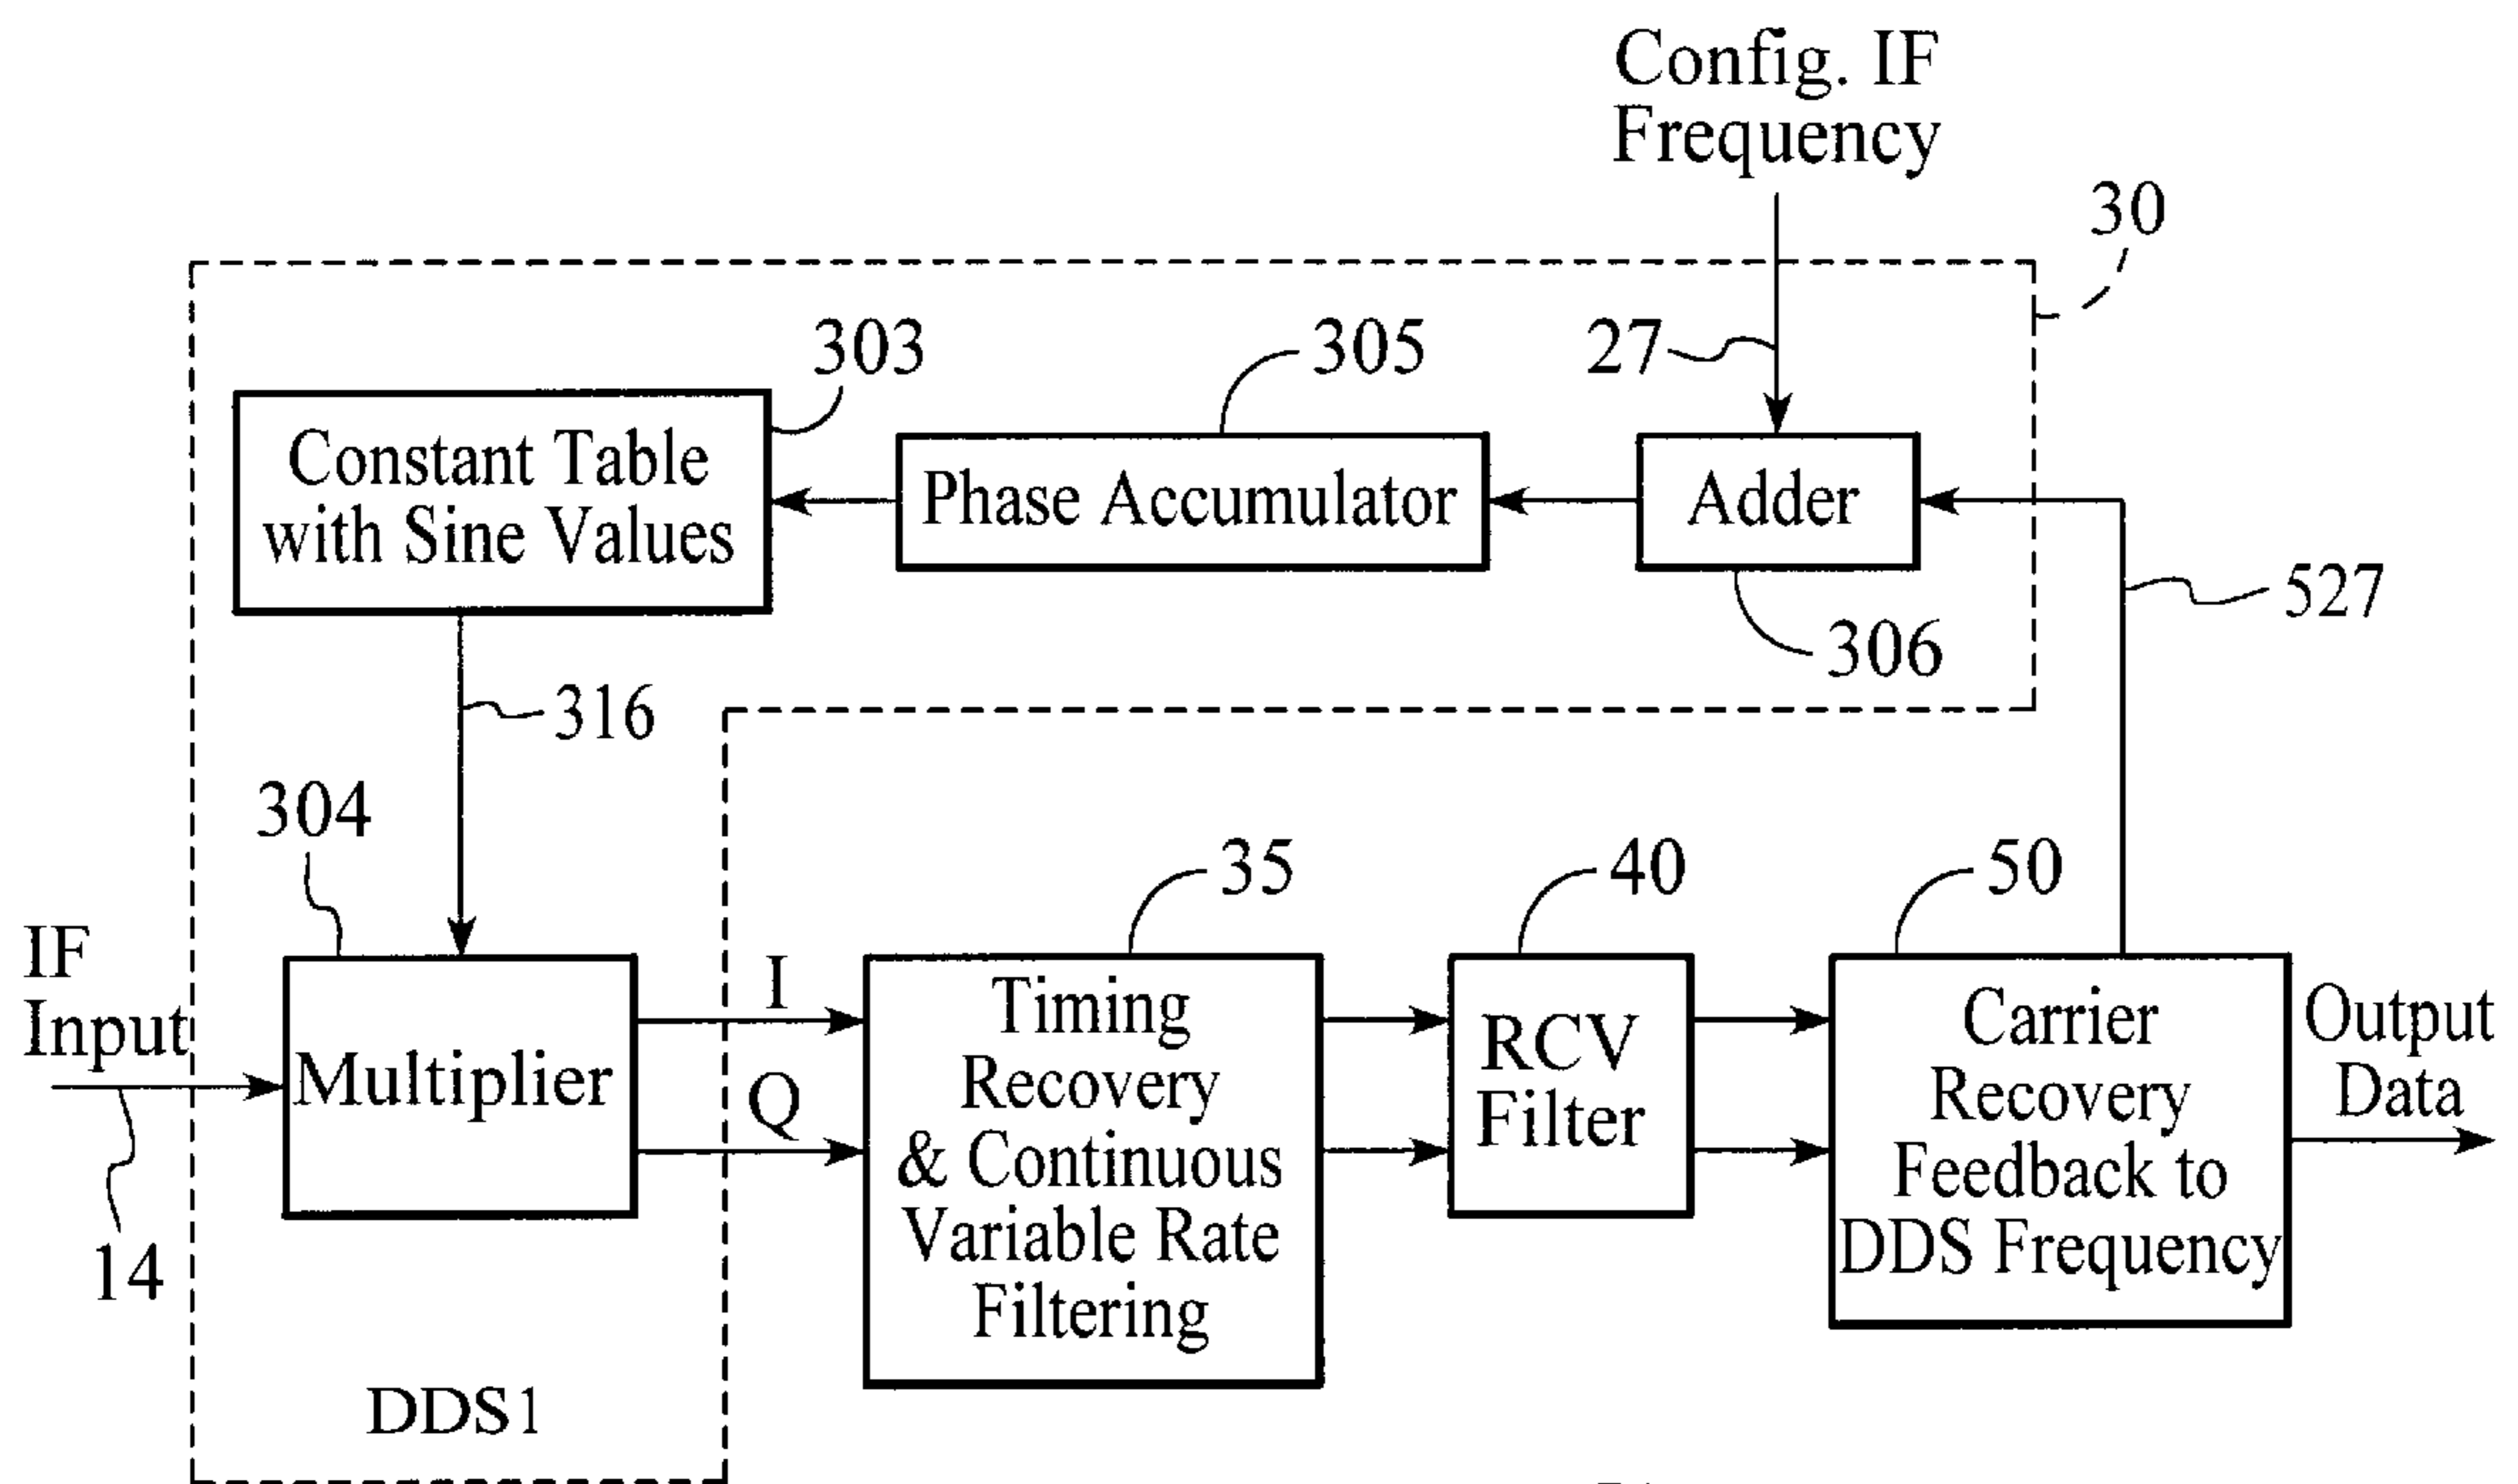 Config. IF
Frequency
30
303
305
27
Constant Table
with Sine Values
Phase Accumulator
Adder
527
306
316
304
35
40
50
IF
Input
I
Q
Multiplier
Timing
Recovery
& Continuous
Variable Rate
Filtering
RCV
Filter
Carrier
Recovery
Feedback to
DDS Frequency
Output
Data
14
DDS1